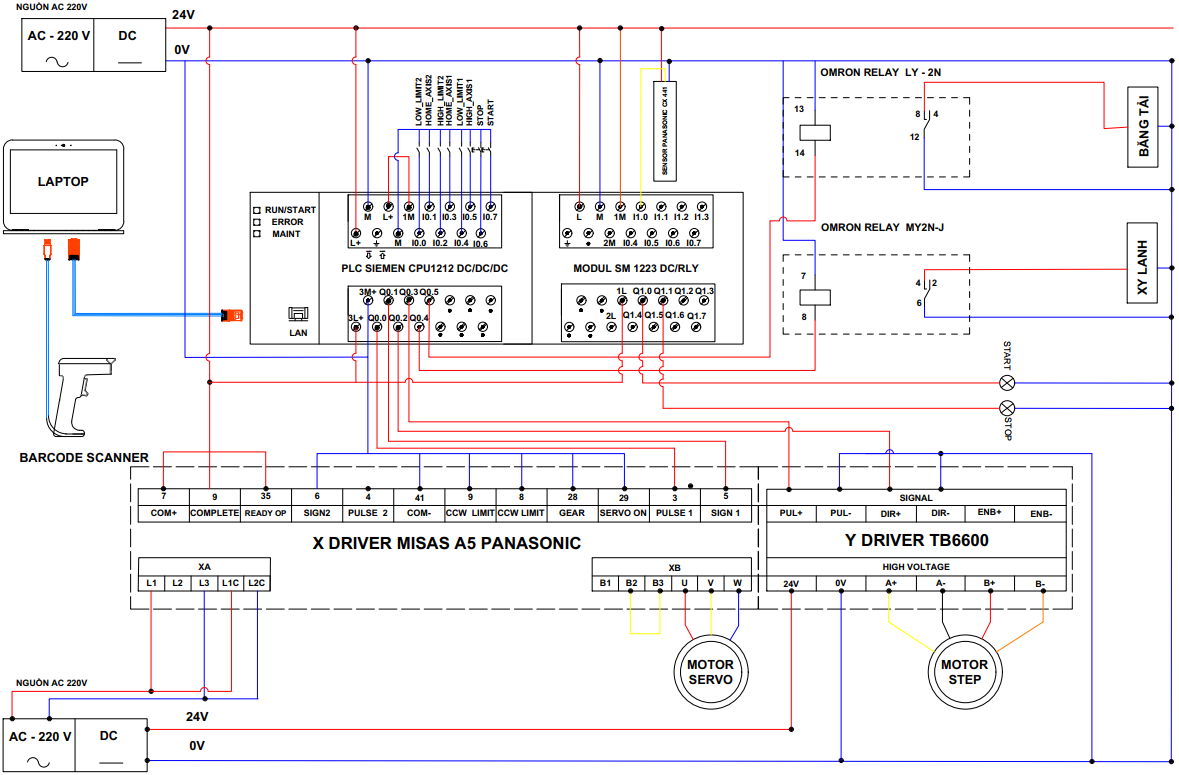 NGUỒN AC 220V
24V
AC - 220 V
DC
0V
OMRON RELAY LY - 2N
LOW_LIMIT2
HOME_AXIS2
HIGH_LIMIT2
HOME_AXIS1
LOW_LIMIT1
HIGH_AXIS1
STOP
START
SENSOR PANASONIC CX 441
13
14
8
4
12
BĂNG TẢI
LAPTOP
RUN/START
ERROR
MAINT
M L+ 1M I0.1 I0.3 I0.5 I0.7
L+ M I0.0 I0.2 I0.4 I0.6
L M 1M I1.0 I1.1 I1.2 I1.3
2M I0.4 I0.5 I0.6 I0.7
OMRON RELAY MY2N-J
PLC SIEMEN CPU1212 DC/DC/DC
MODUL SM 1223 DC/RLY
7
8
4
2
6
XY LANH
3M+ Q0.1 Q0.3 Q0.5
3L+ Q0.0 Q0.2 Q0.4
1L Q1.0 Q1.1 Q1.2 Q1.3
2L Q1.4 Q1.5 Q1.6 Q1.7
LAN
START
STOP
BARCODE SCANNER
7 9 35 6 4 41 9 8 28 29 3 5
COM+ COMPLETE READY OP SIGN2 PULSE 2 COM- CCW LIMIT CCW LIMIT GEAR SERVO ON PULSE 1 SIGN 1
SIGNAL
PUL+ PUL- DIR+ DIR- ENB+ ENB-
X DRIVER MISAS A5 PANASONIC
Y DRIVER TB6600
XA
L1 L2 L3 L1C L2C
XB
B1 B2 B3 U V W
HIGH VOLTAGE
24V 0V A+ A- B+ B-
MOTOR
SERVO
MOTOR
STEP
NGUỒN AC 220V
24V
AC - 220 V
DC
0V